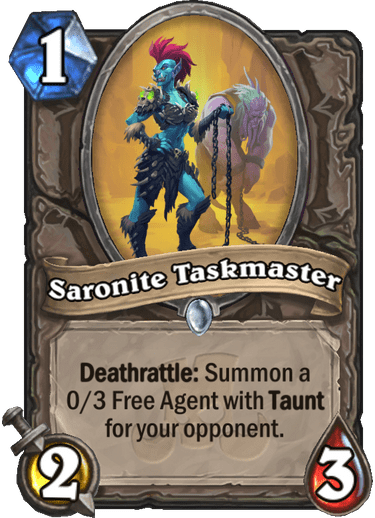 1
Saronite Taskmaster
Deathrattle: Summon a
0/3 Free Agent with Taunt
for your opponent.
2
3